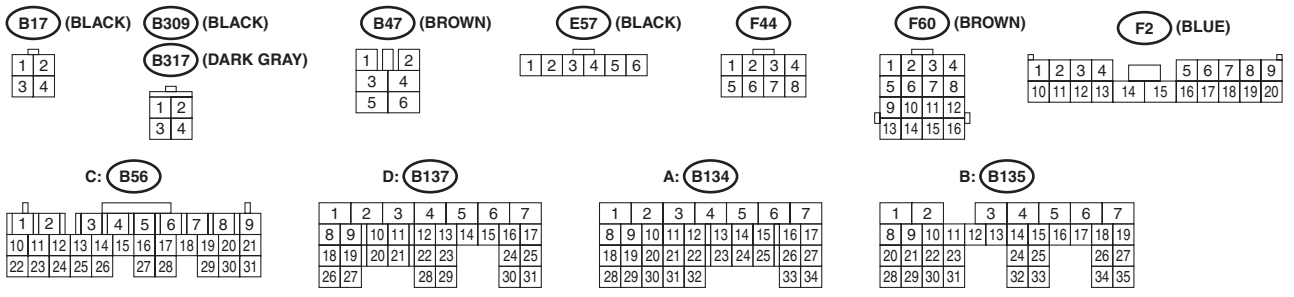 B17 (BLACK)
B309 (BLACK)
B317 (DARK GRAY)
1 2
3 4
1 2
3 4
B47 (BROWN)
1 2
3 4
5 6
E57 (BLACK)
1 2 3 4 5 6
F44
1 2 3 4
5 6 7 8
F60 (BROWN)
1 2 3 4
5 6 7 8
9 10 11 12
13 14 15 16
F2 (BLUE)
1 2 3 4 5 6 7 8 9
10 11 12 13 14 15 16 17 18 19 20
C: B56
1 2 3 4 5 6 7 8 9
10 11 12 13 14 15 16 17 18 19 20 21
22 23 24 25 26 27 28 29 30 31
D: B137
1 2 3 4 5 6 7
8 9 10 11 12 13 14 15 16 17
18 19 20 21 22 23 24 25
26 27 28 29 30 31
A: B134
1 2 3 4 5 6 7
8 9 10 11 12 13 14 15 16 17
18 19 20 21 22 23 24 25 26 27
28 29 30 31 32 33 34
B: B135
1 2 3 4 5 6 7
8 9 10 11 12 13 14 15 16 17 18 19
20 21 22 23 24 25 26 27
28 29 30 31 32 33 34 35